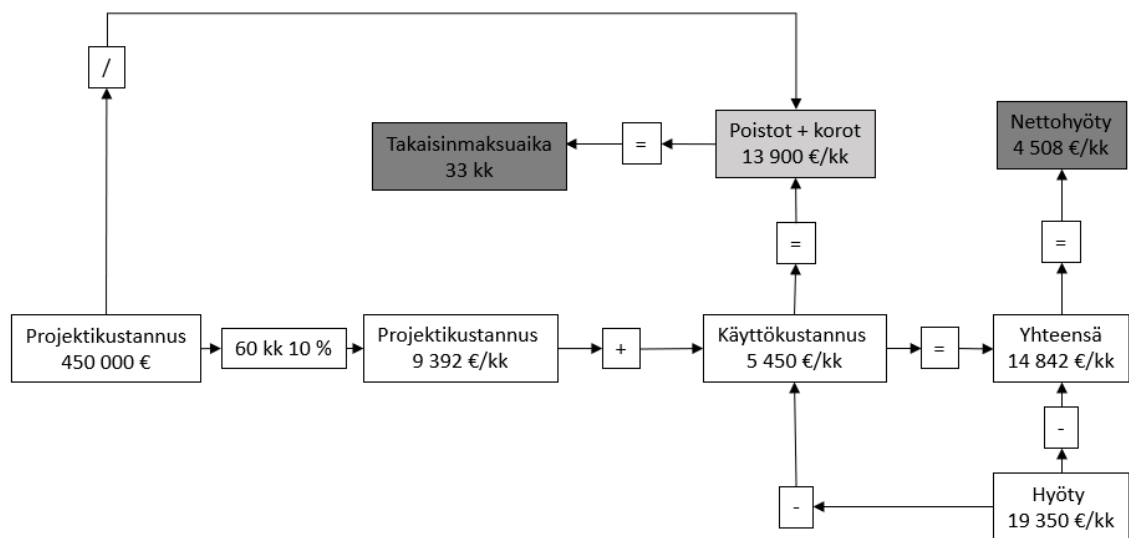 /
Takaisinmaksuaika
33 kk
=
Poistot + korot
13 900 €/kk
Nettohyöty
4 508 €/kk
=
=
Projektikustannus
450 000 €
60 kk 10 %
Projektikustannus
9 392 €/kk
+
Käyttökustannus
5 450 €/kk
=
Yhteensä
14 842 €/kk
-
-
Hyöty
19 350 €/kk